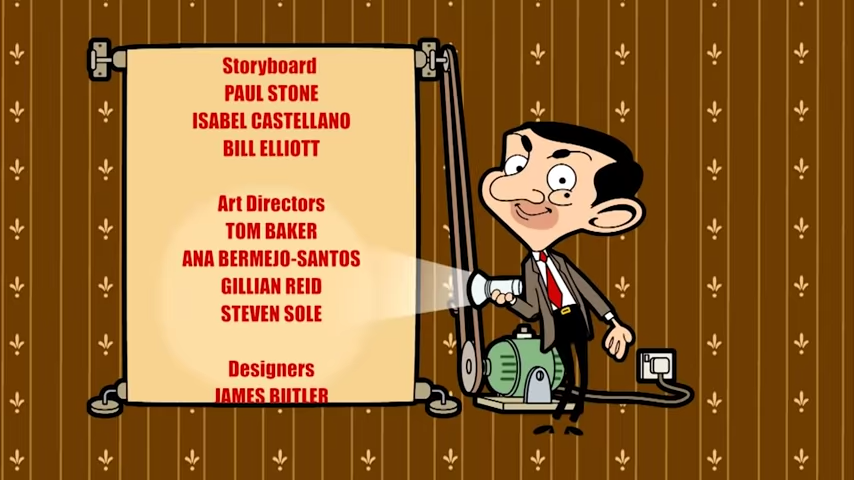 Storyboard
PAUL STONE
ISABEL CASTELLANO
BILL ELLIOTT
Art Directors
TOM BAKER
ANA BERMEJO-SANTOS
GILLIAN REID
STEVEN SOLE
Designers
JAMES BUTLER